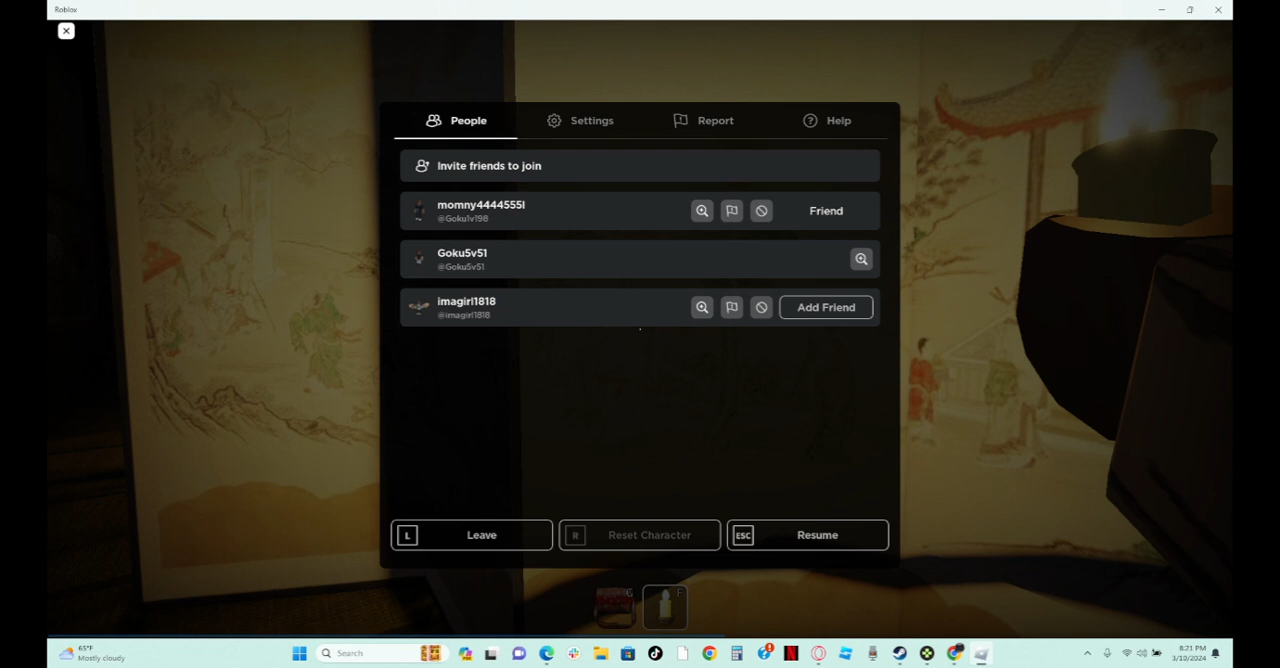 Roblox
People
Settings
Report
Help
Invite friends to join
momny4444555l
@Goku1v198
Friend
Goku5v51
@Goku5v51
imagirl1818
@imagirl1818
Add Friend
L
Leave
R
Reset Character
ESC
Resume
G
F
65°F
Mostly cloudy
Search
8:21 PM
3/10/2024